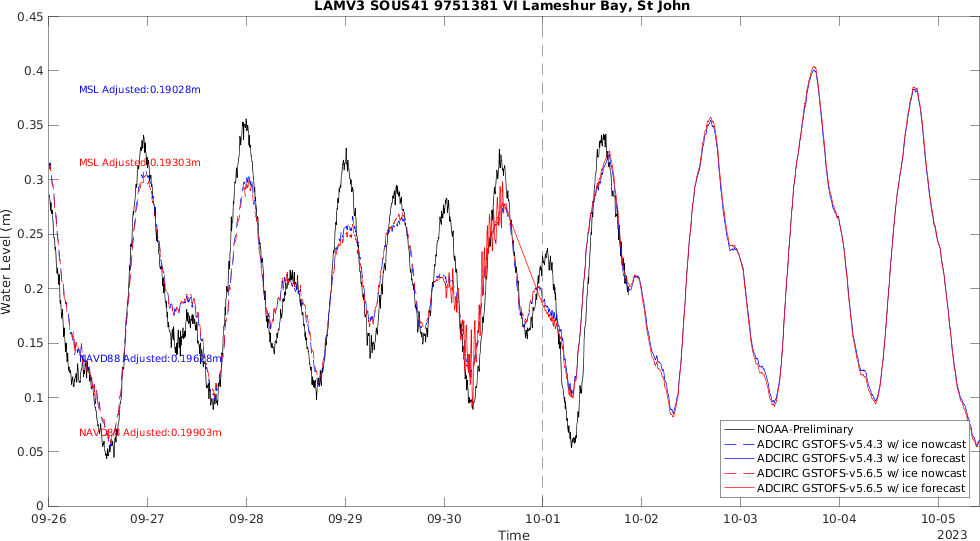 LAMV3 SOUS41 9751381 VI Lameshur Bay, St John
0.45
0.4
0.35
0.3
0.25
0.2
0.15
0.1
0.05
0
Water Level (m)
MSL Adjusted:0.19028m
MSL Adjusted:0.19303m
NAVD88 Adjusted:0.19628m
NAVD88 Adjusted:0.19903m
NOAA-Preliminary
ADCIRC GSTOFS-v5.4.3 w/ ice nowcast
ADCIRC GSTOFS-v5.4.3 w/ ice forecast
ADCIRC GSTOFS-v5.6.5 w/ ice nowcast
ADCIRC GSTOFS-v5.6.5 w/ ice forecast
09-26 09-27 09-28 09-29 09-30 10-01 10-02 10-03 10-04 10-05
Time
2023